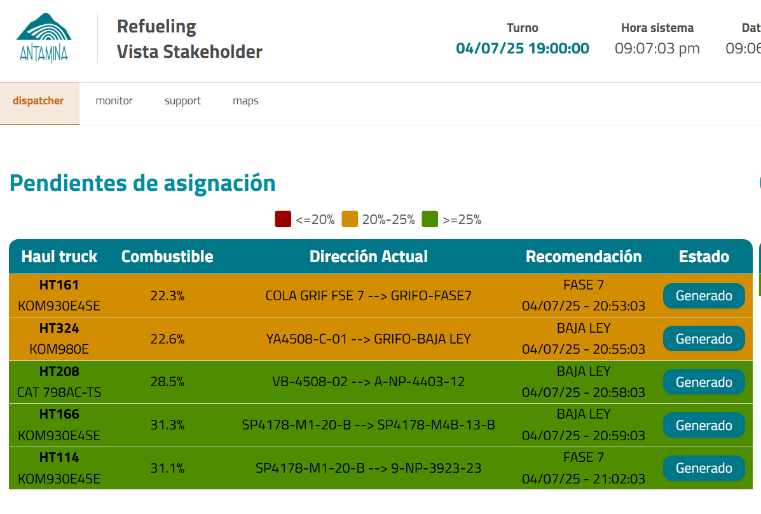 ANTAMINA
Refueling
Vista Stakeholder
Turno
04/07/25 19:00:00
Hora sistema
09:07:03 pm
dispatcher
monitor
support
maps
Pendientes de asignación
<=20% 20%-25% >=25%
Haul truck Combustible Dirección Actual Recomendación Estado
HT161
KOM930E4SE
22.3%
COLA GRIF FSE 7 --> GRIFO-FASE7
FASE 7
04/07/25 - 20:53:03
Generado
HT324
KOM980E
22.6%
YA4508-C-01 --> GRIFO-BAJA LEY
BAJA LEY
04/07/25 - 20:55:03
Generado
HT208
CAT 798AC-TS
28.5%
VB-4508-02 --> A-NP-4403-12
BAJA LEY
04/07/25 - 20:58:03
Generado
HT166
KOM930E4SE
31.3%
SP4178-M1-20-B --> SP4178-M4B-13-B
BAJA LEY
04/07/25 - 20:59:03
Generado
HT114
KOM930E4SE
31.1%
SP4178-M1-20-B --> 9-NP-3923-23
FASE 7
04/07/25 - 21:02:03
Generado